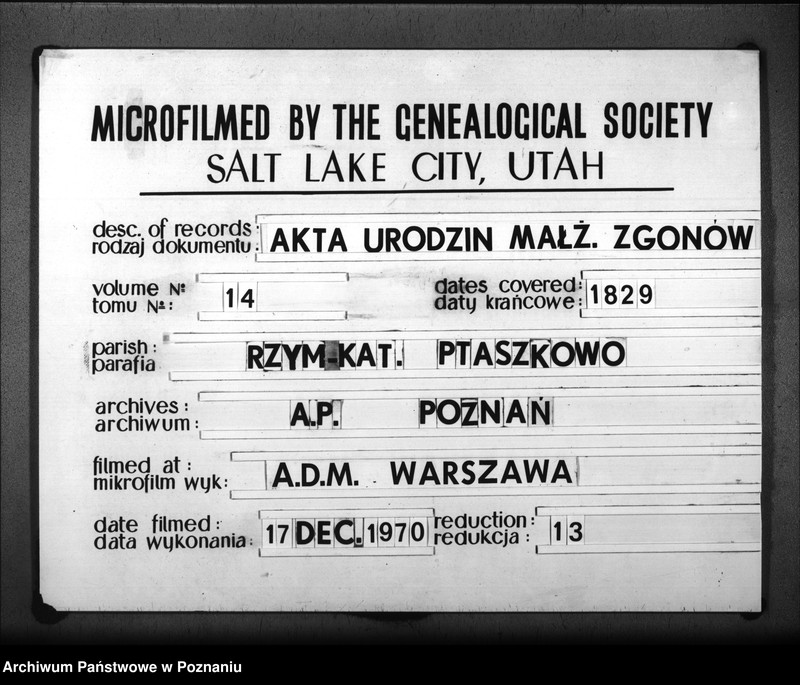 MICROFILMED BY THE GENEALOGICAL SOCIETY
SALT LAKE CITY, UTAH
desc. of records :
rodzaj dokumentu :
AKTA URODZIN MAŁŻ. ZGONÓW
volume №
tomu № :
14
dates covered :
daty krańcowe :
1829
parish :
parafia
RZYM-KAT. PTASZKOWO
archives :
archiwum :
A.P. POZNAŃ
filmed at :
mikrofilm wyk :
A.D.M. WARSZAWA
date filmed :
data wykonania :
17 DEC. 1970
reduction :
redukcja :
13
Archiwum Państwowe w Poznaniu